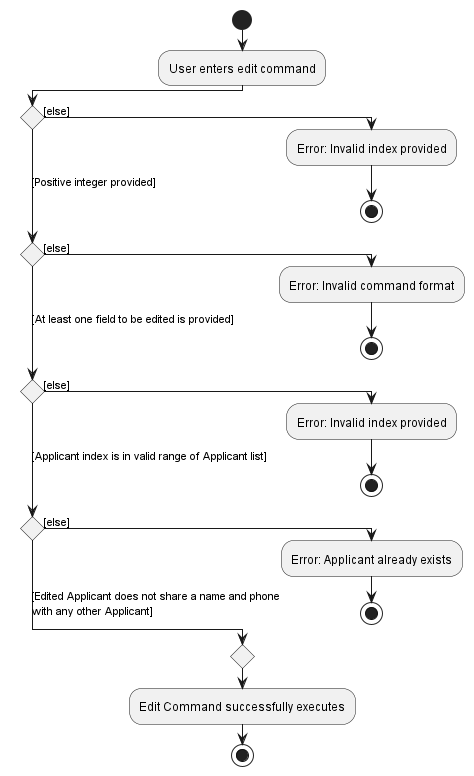 User enters edit command
[else]
Error: Invalid index provided
[Positive integer provided]
[else]
Error: Invalid command format
[At least one field to be edited is provided]
[else]
Error: Invalid index provided
[Applicant index is in valid range of Applicant list]
[else]
Error: Applicant already exists
[Edited Applicant does not share a name and phone
with any other Applicant]
Edit Command successfully executes